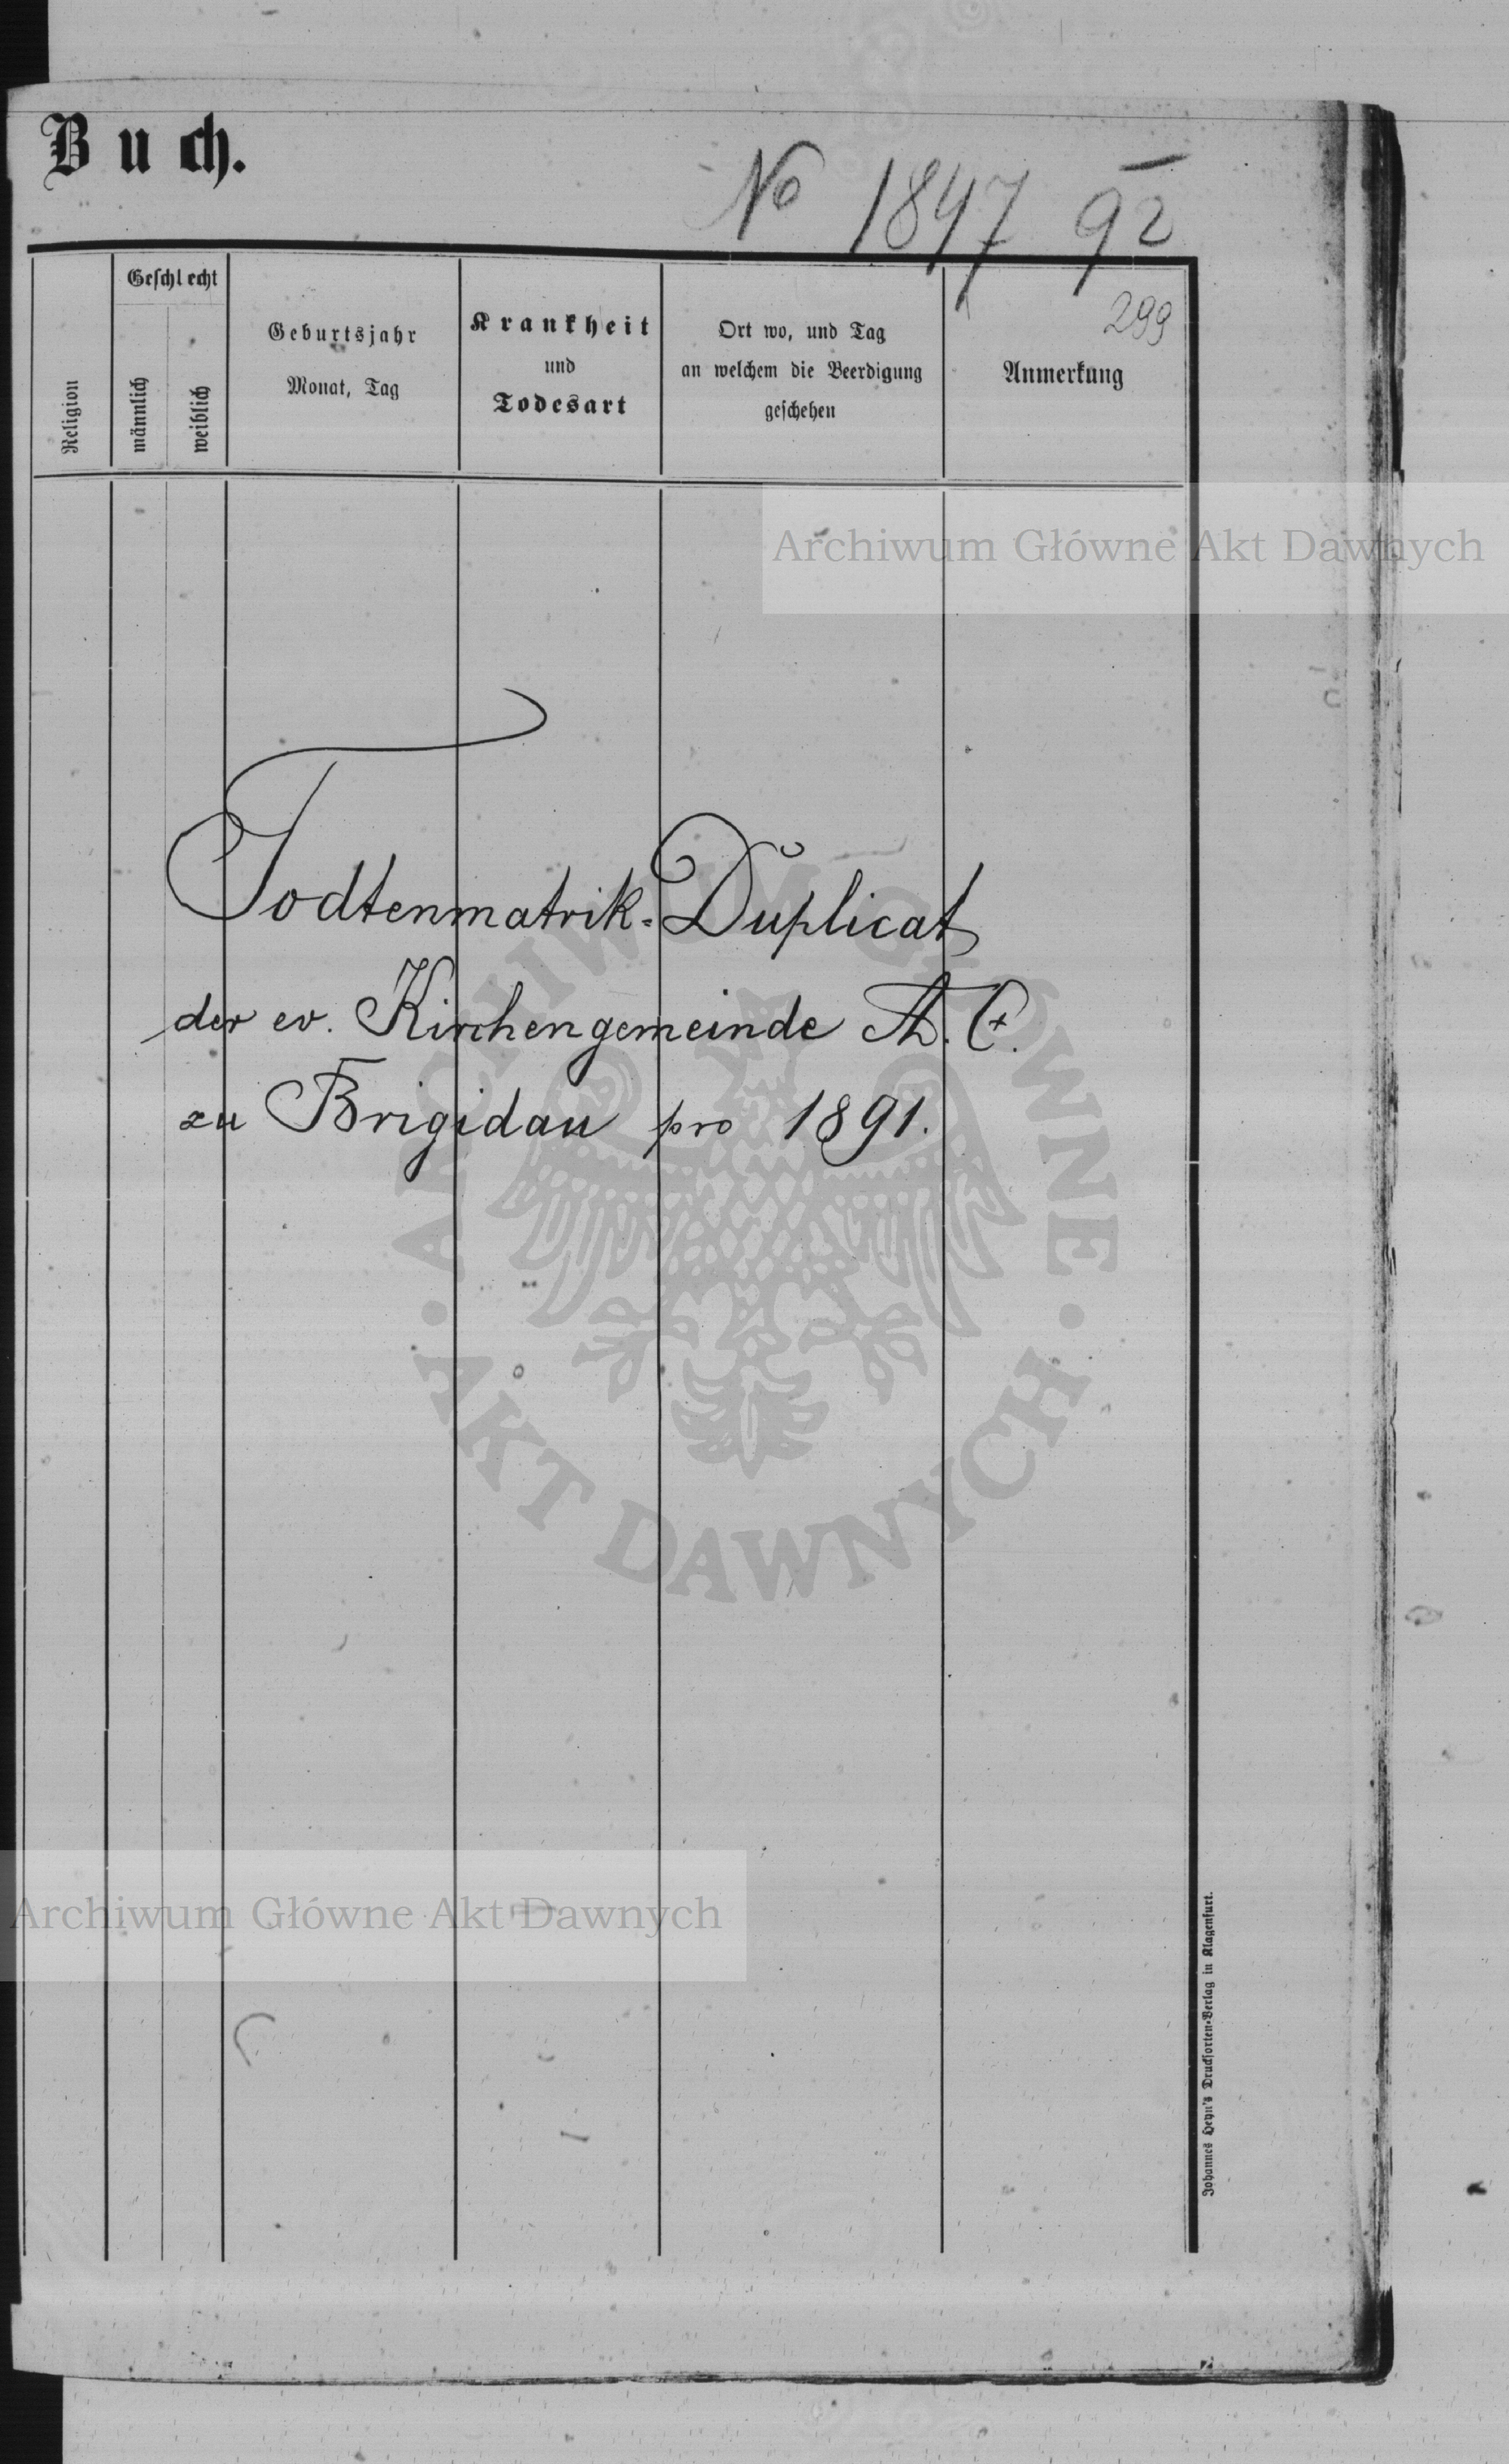 Buch.
No 1847 92
299
Religion
Geschlecht
männlich
weiblich
Geburtsjahr
Monat, Tag
Krankheit
und
Todesart
Ort wo, und Tag
an welchem die Beerdigung
geschehen
Anmerkung
Archiwum Główne Akt Dawnych
Todtenmatrik-Duplicat
der ev. Kirchengemeinde A. C.
zu Brigidau pro 1891.
ARCHIWUM GŁÓWNE
AKT DAWNYCH
Archiwum Główne Akt Dawnych
Johannes Heyn's Drucksorten-Verlag in Klagenfurt.